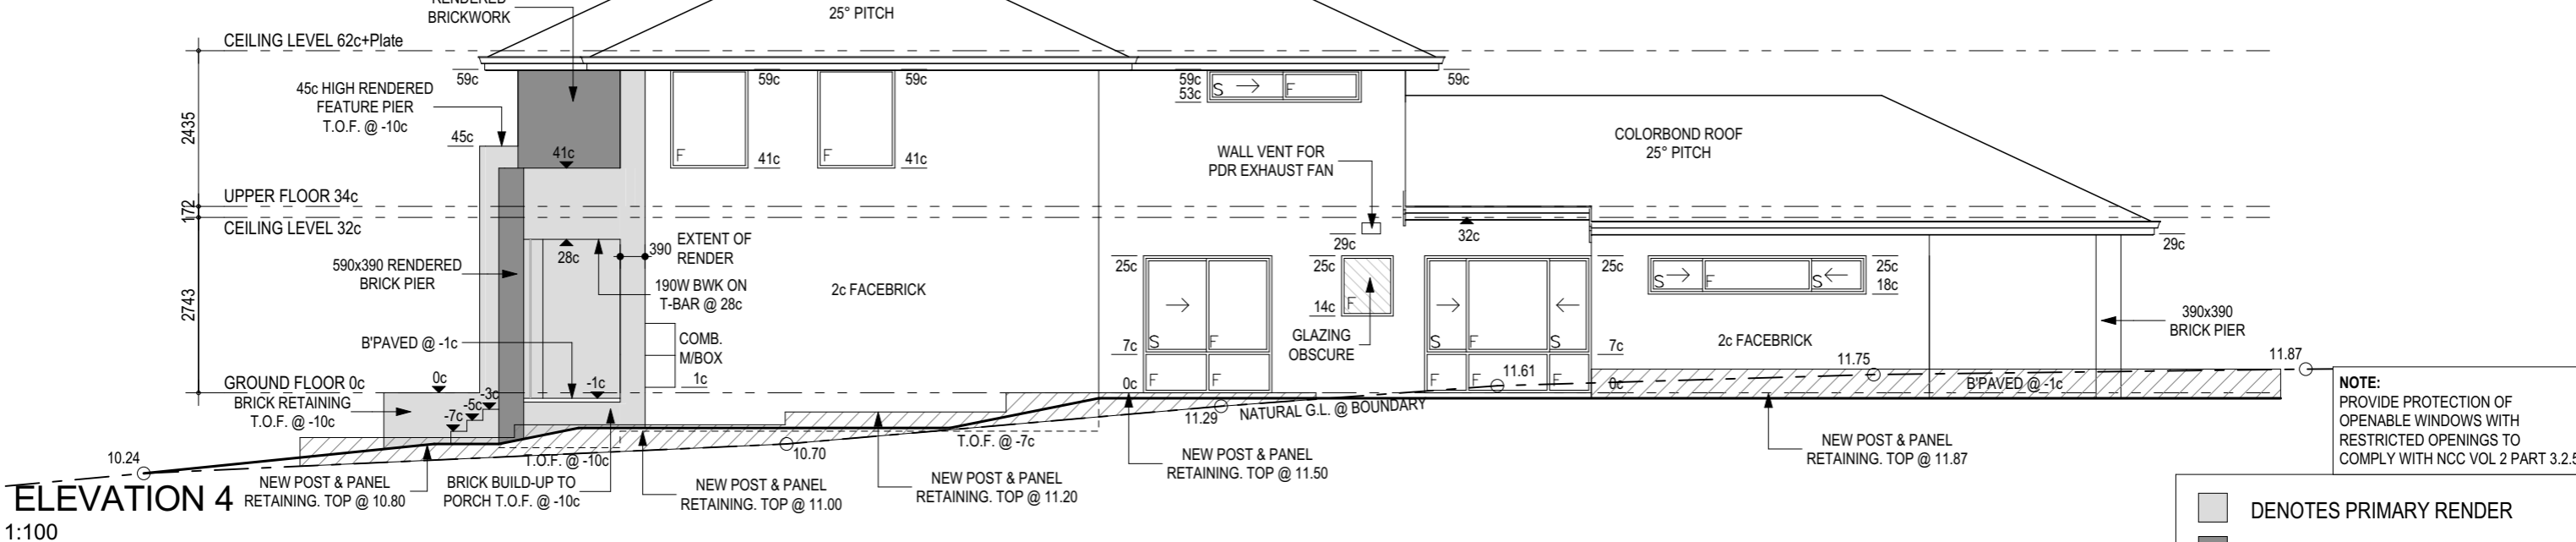 RENDERED
BRICKWORK
25° PITCH
CEILING LEVEL 62c+Plate
59c
59c
59c
59c
53c
S
F
59c
45c HIGH RENDERED
FEATURE PIER
T.O.F. @ -10c
45c
41c
F
41c
F
41c
2435
COLORBOND ROOF
25° PITCH
WALL VENT FOR
PDR EXHAUST FAN
UPPER FLOOR 34c
172
CEILING LEVEL 32c
32c
29c
29c
28c
390
EXTENT OF
RENDER
590x390 RENDERED
BRICK PIER
190W BWK ON
T-BAR @ 28c
2c FACEBRICK
25c
25c
25c
25c
18c
S
F
S
14c
F
2743
GLAZING
OBSCURE
390x390
BRICK PIER
B'PAVED @ -1c
COMB.
M/BOX
1c
7c
S
F
S
F
S
7c
2c FACEBRICK
11.75
11.87
GROUND FLOOR 0c
0c
-1c
0c
F
F
F
F
F
0c
11.61
B'PAVED @ -1c
BRICK RETAINING
T.O.F. @ -10c
-3c
-5c
-7c
11.29
NATURAL G.L. @ BOUNDARY
T.O.F. @ -7c
10.70
T.O.F. @ -10c
10.24
NOTE:
PROVIDE PROTECTION OF
OPENABLE WINDOWS WITH
RESTRICTED OPENINGS TO
COMPLY WITH NCC VOL 2 PART 3.2.5
NEW POST & PANEL
RETAINING. TOP @ 10.80
BRICK BUILD-UP TO
PORCH T.O.F. @ -10c
NEW POST & PANEL
RETAINING. TOP @ 11.00
NEW POST & PANEL
RETAINING. TOP @ 11.20
NEW POST & PANEL
RETAINING. TOP @ 11.50
NEW POST & PANEL
RETAINING. TOP @ 11.87
ELEVATION 4
1:100
DENOTES PRIMARY RENDER